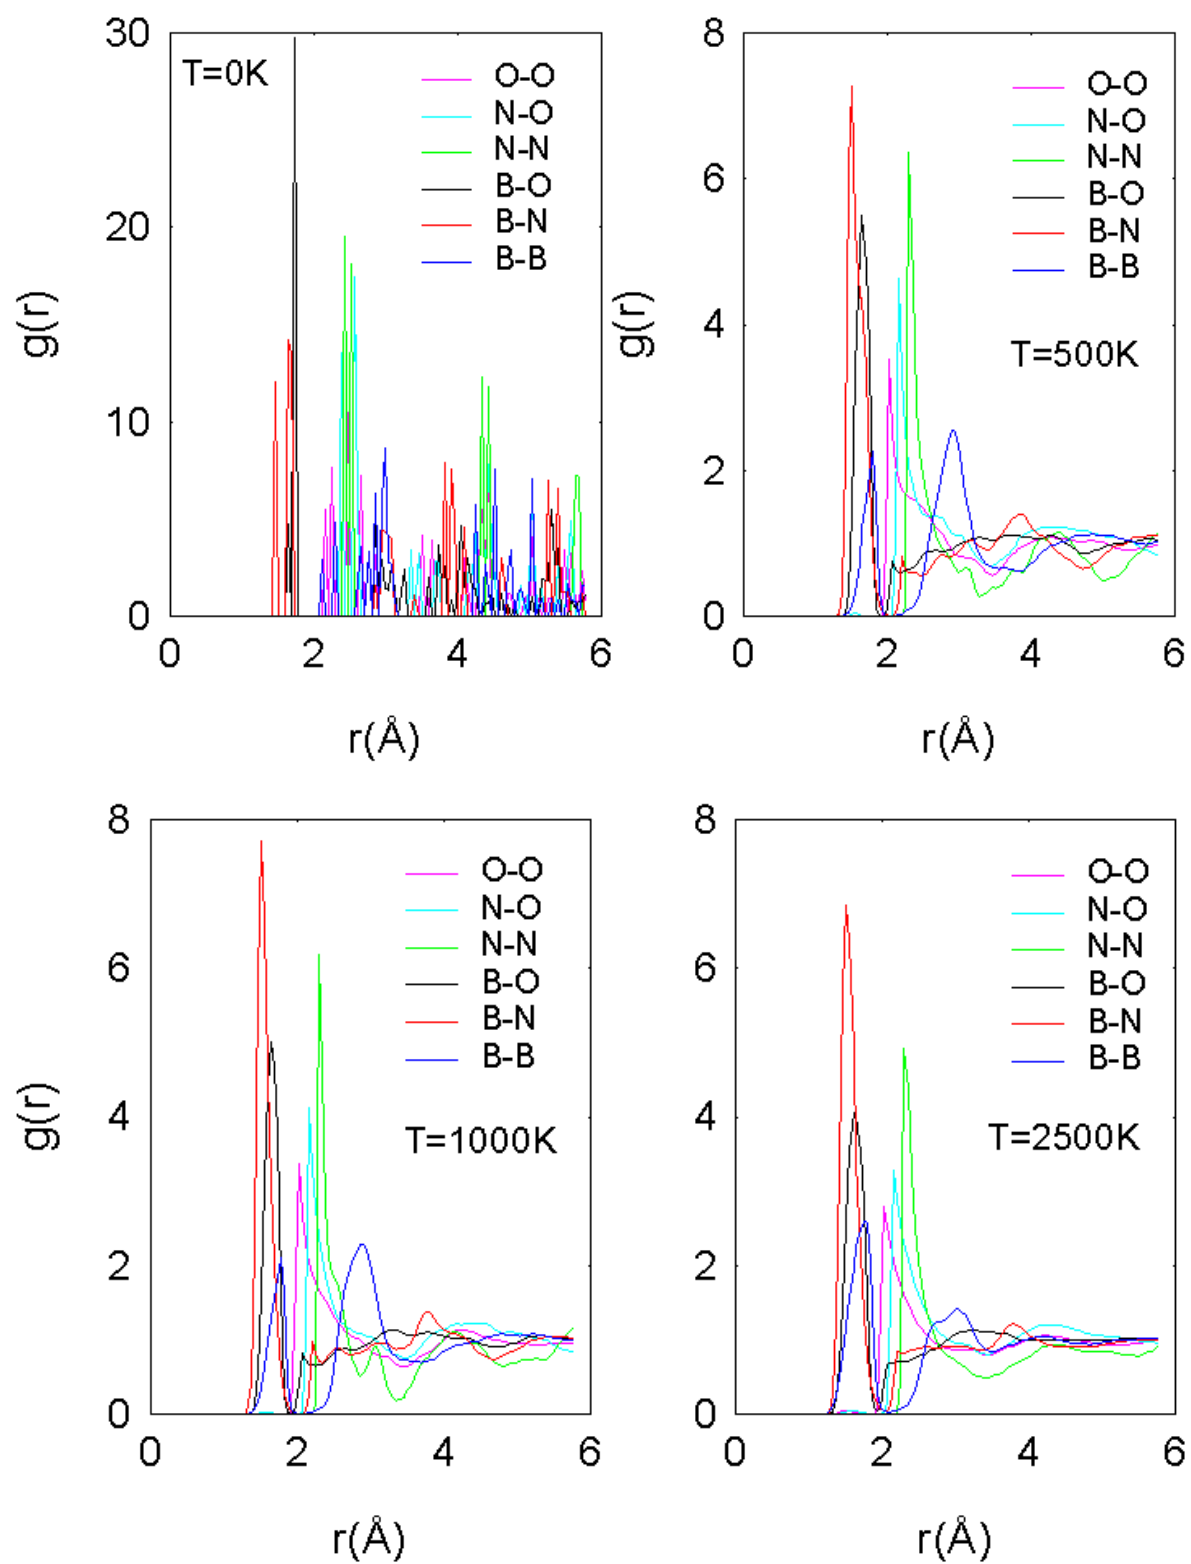 30
20
10
0
g(r)
T=0K
O-O
N-O
N-N
B-O
B-N
B-B
0 2 4 6
r(Å)
8
6
4
2
0
g(r)
O-O
N-O
N-N
B-O
B-N
B-B
T=500K
0 2 4 6
r(Å)
8
6
4
2
0
g(r)
O-O
N-O
N-N
B-O
B-N
B-B
T=1000K
0 2 4 6
r(Å)
8
6
4
2
0
O-O
N-O
N-N
B-O
B-N
B-B
T=2500K
0 2 4 6
r(Å)